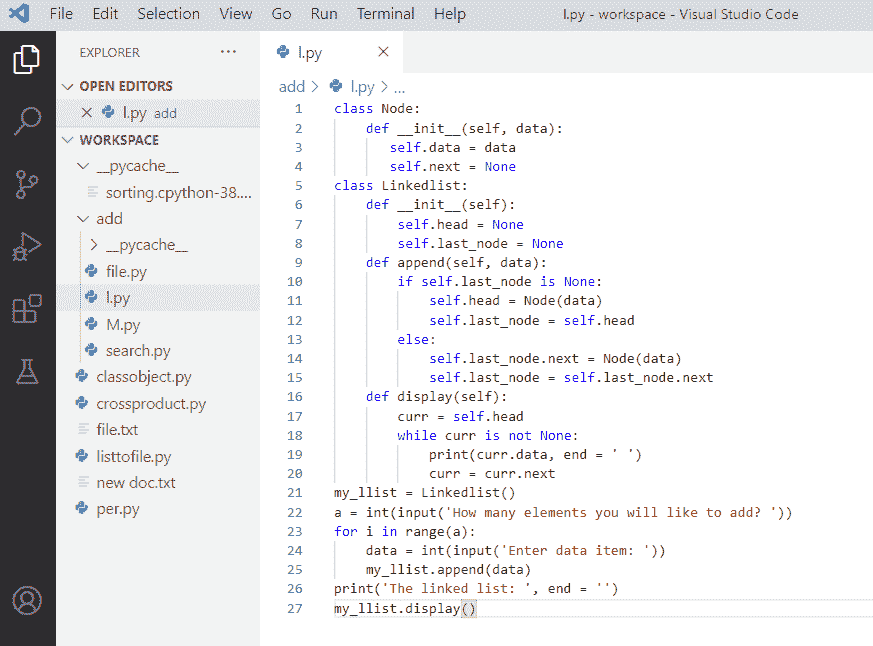 File Edit Selection View Go Run Terminal Help l.py - workspace - Visual Studio Code
EXPLORER ...
OPEN EDITORS
l.py add
WORKSPACE
__pycache__
sorting.cpython-38....
add
__pycache__
file.py
l.py
M.py
search.py
classobject.py
crossproduct.py
file.txt
listtofile.py
new doc.txt
per.py
l.py
add > l.py > ...
1 class Node:
2     def __init__(self, data):
3        self.data = data
4        self.next = None
5 class Linkedlist:
6     def __init__(self):
7         self.head = None
8         self.last_node = None
9     def append(self, data):
10         if self.last_node is None:
11             self.head = Node(data)
12             self.last_node = self.head
13         else:
14             self.last_node.next = Node(data)
15             self.last_node = self.last_node.next
16     def display(self):
17         curr = self.head
18         while curr is not None:
19             print(curr.data, end = ' ')
20             curr = curr.next
21 my_llist = Linkedlist()
22 a = int(input('How many elements you will like to add? '))
23 for i in range(a):
24     data = int(input('Enter data item: '))
25     my_llist.append(data)
26 print('The linked list: ', end = '')
27 my_llist.display()